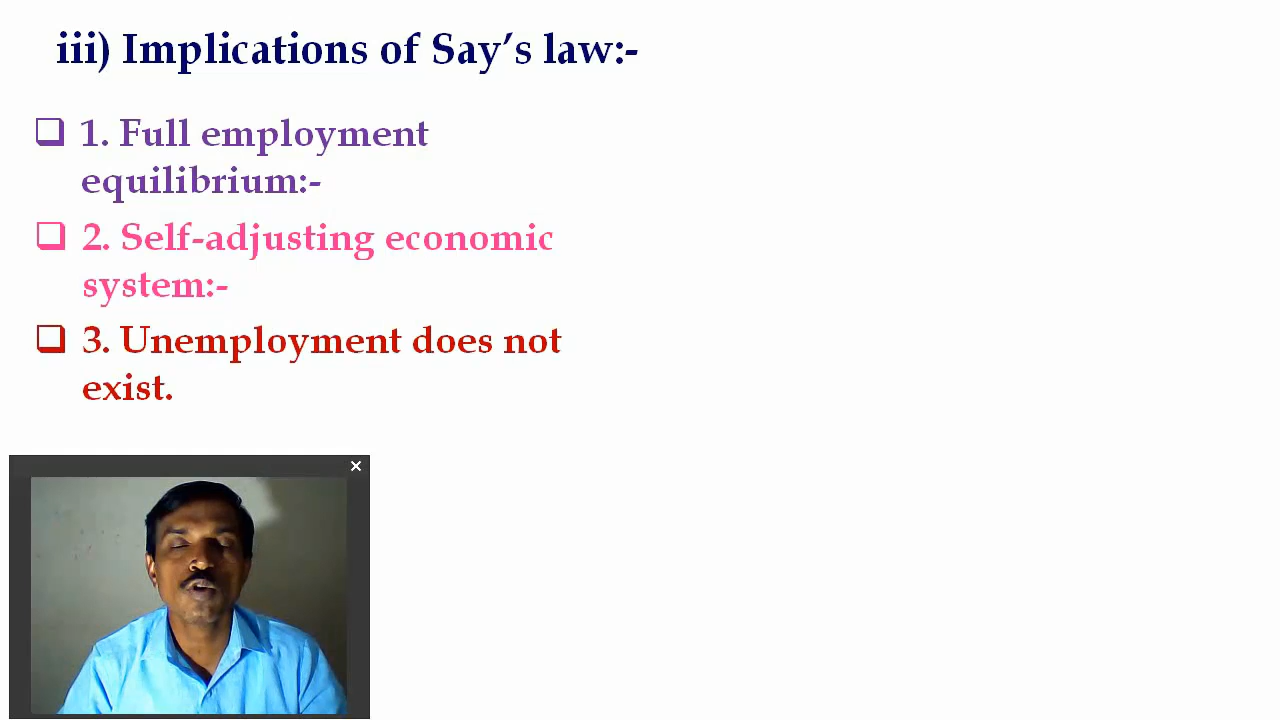 iii) Implications of Say’s law:-
❑ 1. Full employment
equilibrium:-
❑ 2. Self-adjusting economic
system:-
❑ 3. Unemployment does not
exist.